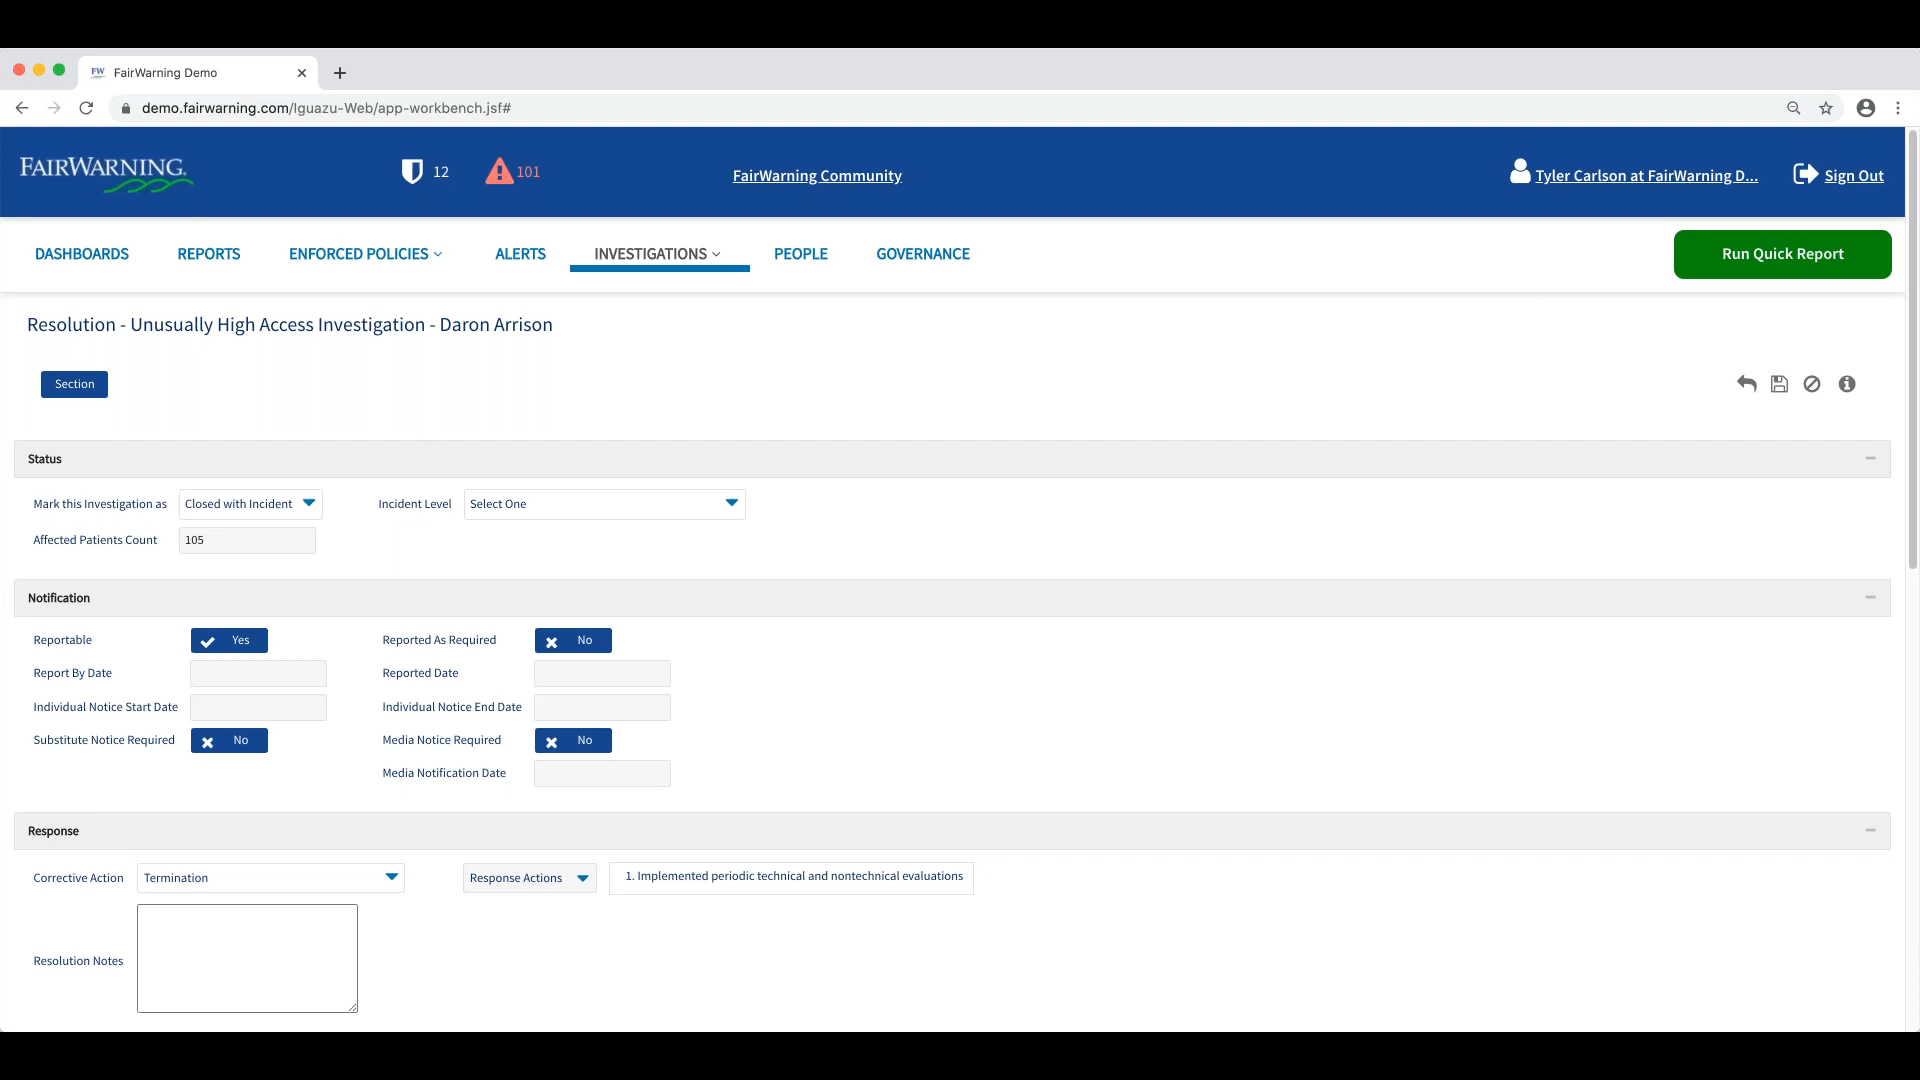 FW FairWarning Demo
demo.fairwarning.com/Iguazu-Web/app-workbench.jsf#
FAIRWARNING. 12 101 FairWarning Community Tyler Carlson at FairWarning D... Sign Out
DASHBOARDS REPORTS ENFORCED POLICIES ALERTS INVESTIGATIONS PEOPLE GOVERNANCE Run Quick Report
Resolution - Unusually High Access Investigation - Daron Arrison
Section
Status
Mark this Investigation as Closed with Incident Incident Level Select One
Affected Patients Count 105
Notification
Reportable Yes Reported As Required No
Report By Date Reported Date
Individual Notice Start Date Individual Notice End Date
Substitute Notice Required No Media Notice Required No
Media Notification Date
Response
Corrective Action Termination Response Actions 1. Implemented periodic technical and nontechnical evaluations
Resolution Notes